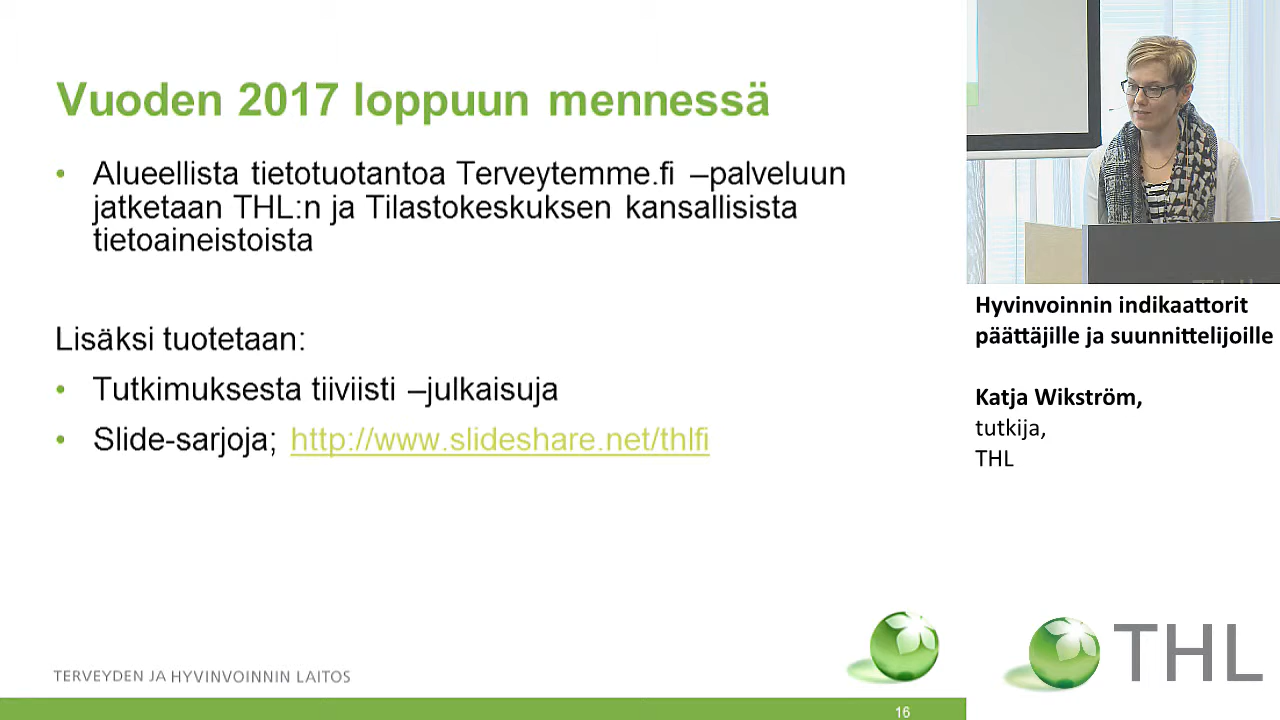 Vuoden 2017 loppuun mennessä
• Alueellista tietotuotantoa Terveytemme.fi –palveluun
jatketaan THL:n ja Tilastokeskuksen kansallisista
tietoaineistoista
Lisäksi tuotetaan:
• Tutkimuksesta tiiviisti –julkaisuja
• Slide-sarjoja; http://www.slideshare.net/thlfi
TERVEYDEN JA HYVINVOINNIN LAITOS
16
Hyvinvoinnin indikaattorit
päättäjille ja suunnittelijoille
Katja Wikström,
tutkija,
THL
THL